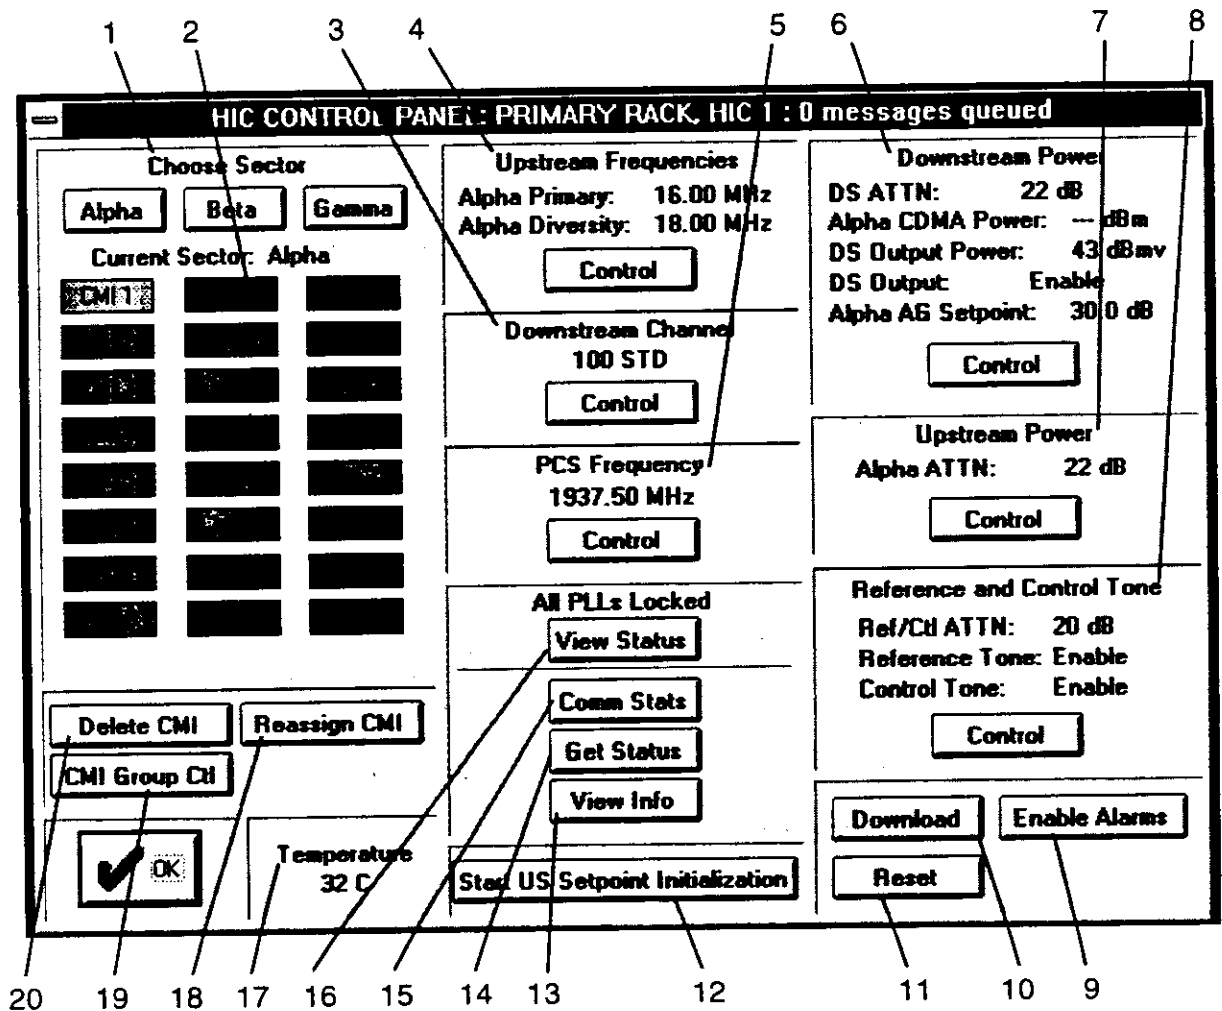 1 2 3 4 5 6 7 8
HIC CONTROL PANEL: PRIMARY RACK, HIC 1 : 0 messages queued
Choose Sector
Alpha Beta Gamma
Current Sector: Alpha
CMI 1
Delete CMI Reassign CMI
CMI Group Ctl
OK
Temperature
32 C
Upstream Frequencies
Alpha Primary: 16.00 MHz
Alpha Diversity: 18.00 MHz
Control
Downstream Channel
100 STD
Control
PCS Frequency
1937.50 MHz
Control
All PLLs Locked
View Status
Comm Stats
Get Status
View Info
Start US Setpoint Initialization
Downstream Power
DS ATTN: 22 dB
Alpha CDMA Power: --- dBm
DS Output Power: 43 dBmv
DS Output: Enable
Alpha AG Setpoint: 30.0 dB
Control
Upstream Power
Alpha ATTN: 22 dB
Control
Reference and Control Tone
Ref/Ctl ATTN: 20 dB
Reference Tone: Enable
Control Tone: Enable
Control
Download Enable Alarms
Reset
20 19 18 17 16 15 14 13 12 11 10 9